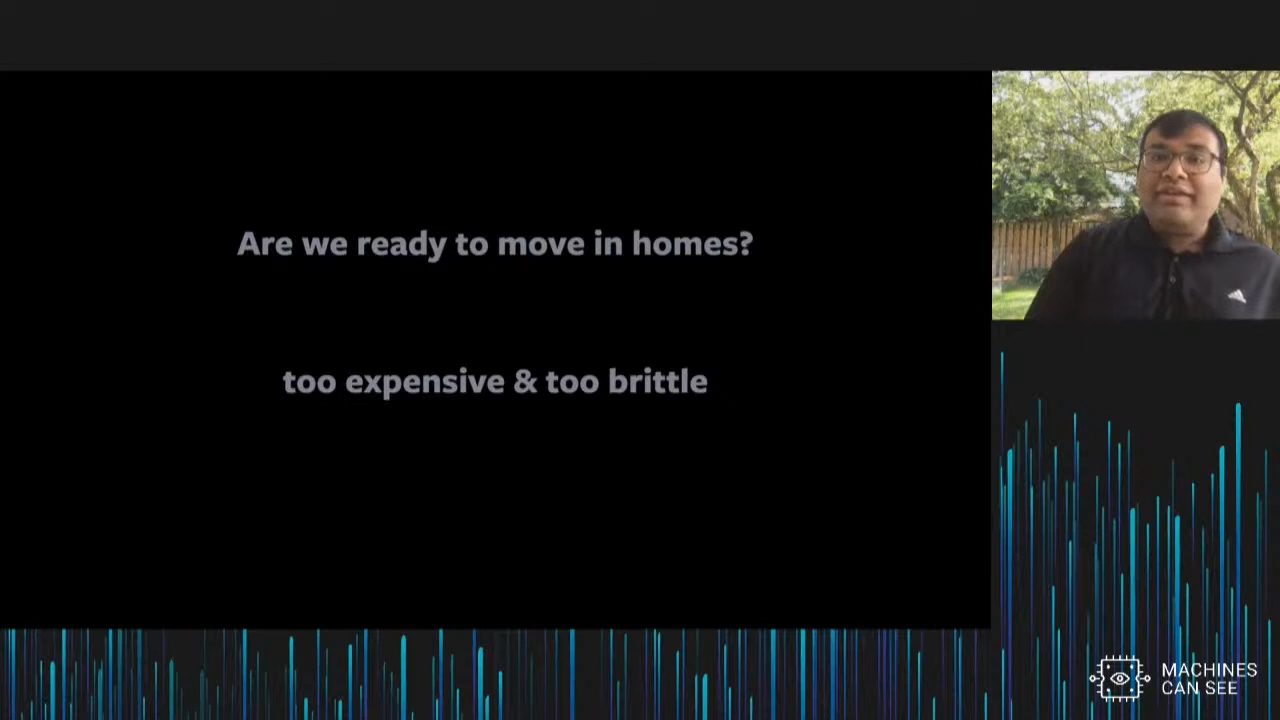 Are we ready to move in homes?
too expensive & too brittle
MACHINES
CAN SEE